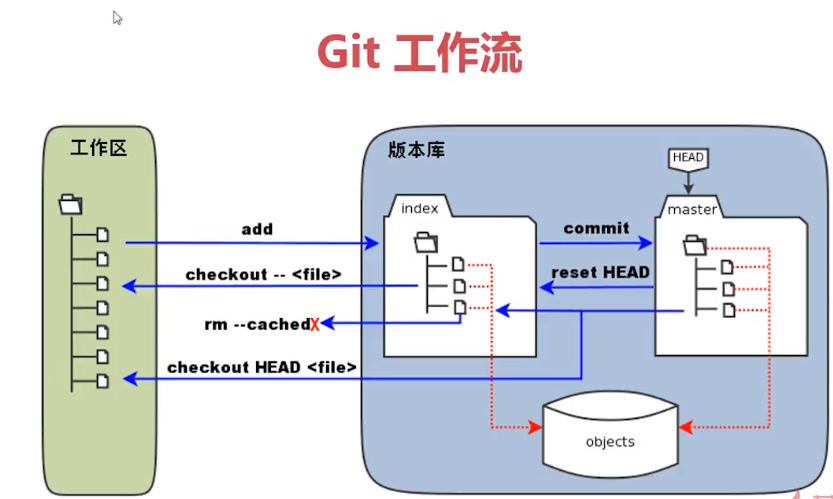 Git 工作流
工作区
版本库
HEAD
index
master
add
commit
checkout -- <file>
reset HEAD
rm --cachedX
checkout HEAD <file>
objects